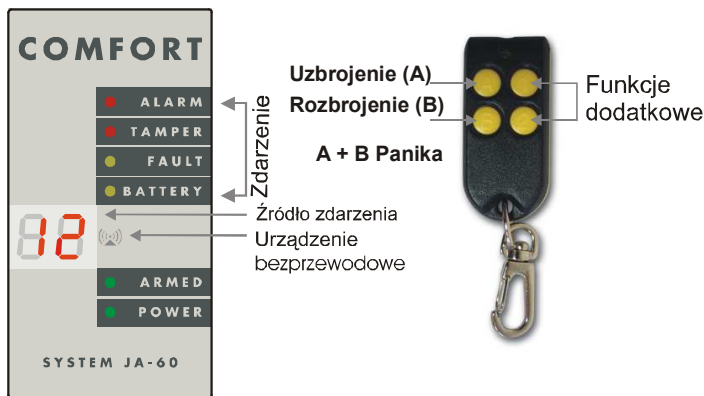 COMFORT
ALARM
TAMPER
FAULT
BATTERY
12
ARMED
POWER
SYSTEM JA-60
Zdarzenie
Źródło zdarzenia
Urządzenie
bezprzewodowe
Uzbrojenie (A)
Rozbrojenie (B)
A + B Panika
Funkcje
dodatkowe